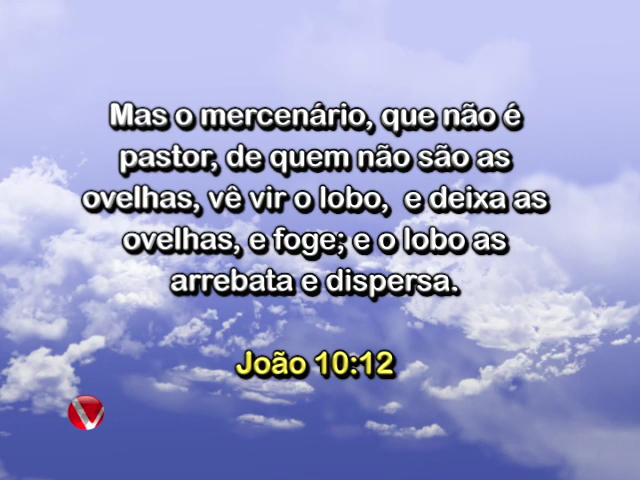 Mas o mercenário, que não é
pastor, de quem não são as
ovelhas, vê vir o lobo,  e deixa as
ovelhas, e foge; e o lobo as
arrebata e dispersa.
João 10:12
V